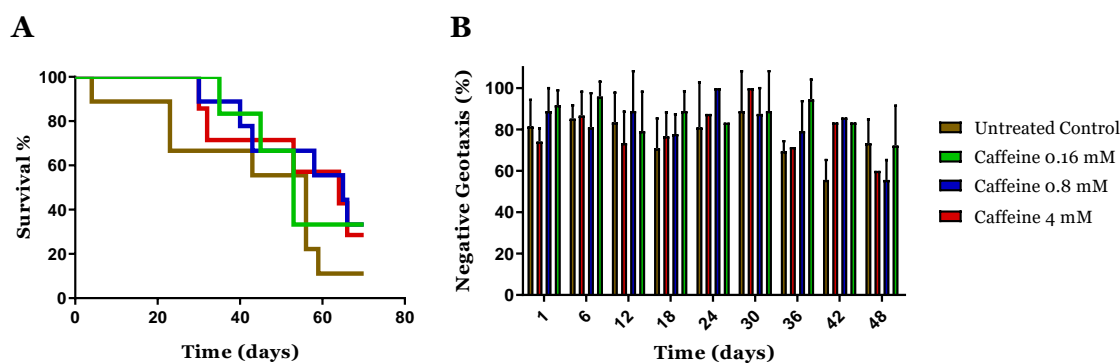 A
Survival %
100
80
60
40
20
0
0 20 40 60 80
Time (days)
B
Negative Geotaxis (%)
100
80
60
40
20
0
1 6 12 18 24 30 36 42 48
Time (days)
Untreated Control
Caffeine 0.16 mM
Caffeine 0.8 mM
Caffeine 4 mM